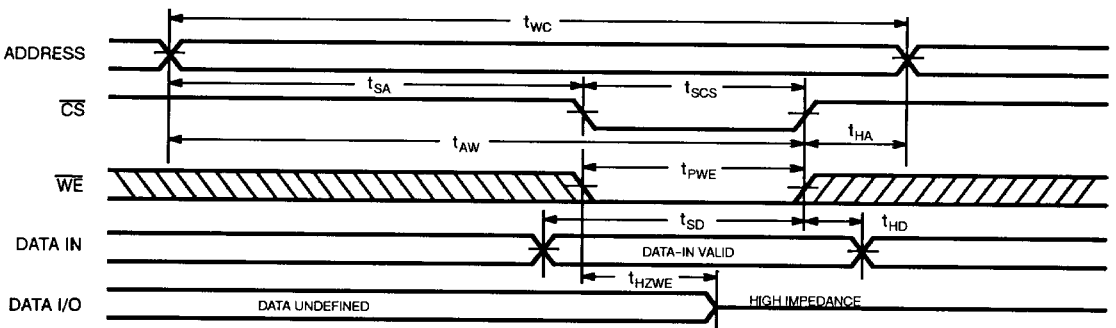 tWC
ADDRESS
tSA
tSCS
CS
tAW
tHA
WE
tPWE
tSD
tHD
DATA IN
DATA-IN VALID
tHZWE
DATA I/O
DATA UNDEFINED
HIGH IMPEDANCE